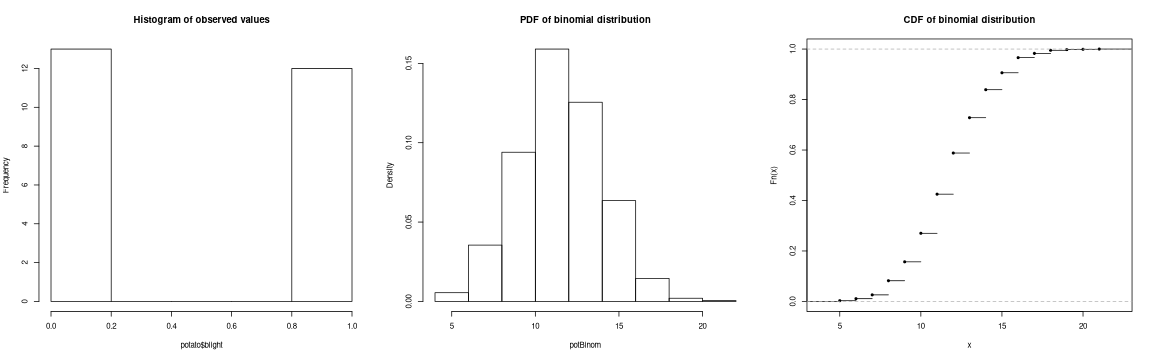 Histogram of observed values
Frequency
0
2
4
6
8
10
12
0.0 0.2 0.4 0.6 0.8 1.0
potato$blight
PDF of binomial distribution
Density
0.00
0.05
0.10
0.15
5 10 15 20
potBinom
CDF of binomial distribution
Fn(x)
0.0
0.2
0.4
0.6
0.8
1.0
5 10 15 20
x